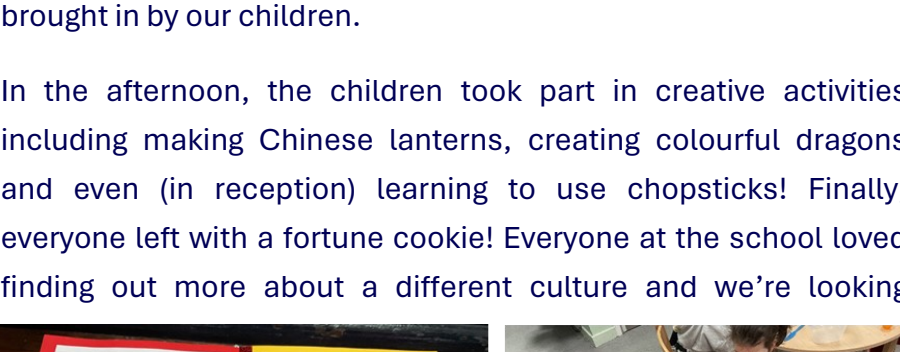 brought in by our children.
In the afternoon, the children took part in creative activities
including making Chinese lanterns, creating colourful dragons
and even (in reception) learning to use chopsticks! Finally,
everyone left with a fortune cookie! Everyone at the school loved
finding out more about a different culture and we’re looking